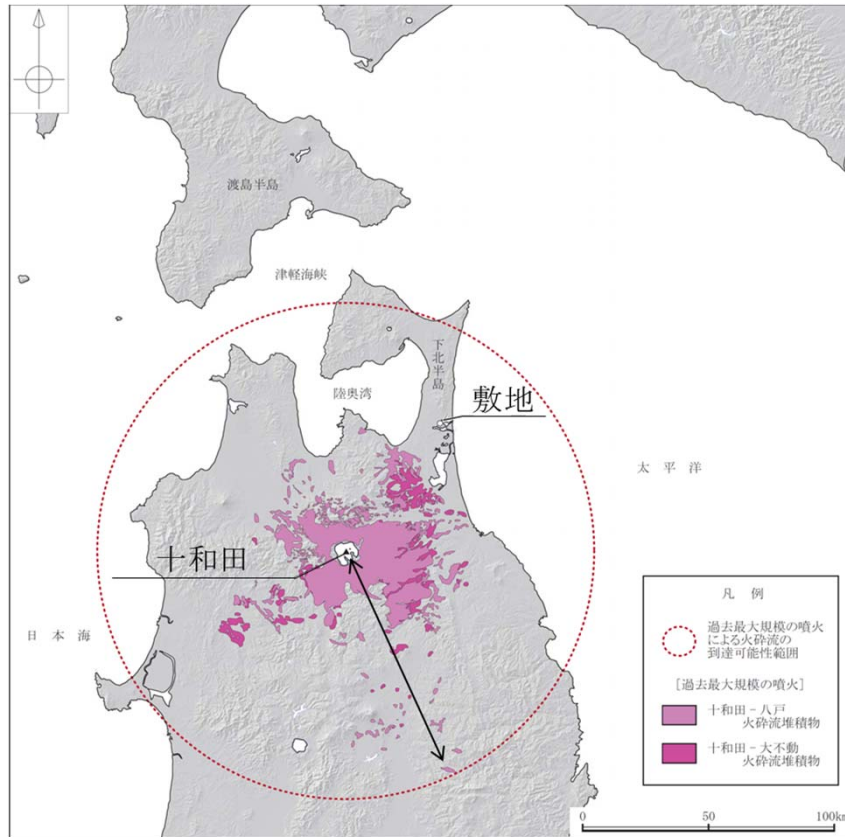 渡島半島
津軽海峡
下北半島
陸奥湾
敷地
太平洋
十和田
日本海
凡例
過去最大規模の噴火
による火砕流の
到達可能性範囲
[過去最大規模の噴火]
十和田-八戸
火砕流堆積物
十和田-大不動
火砕流堆積物
0 50 100km